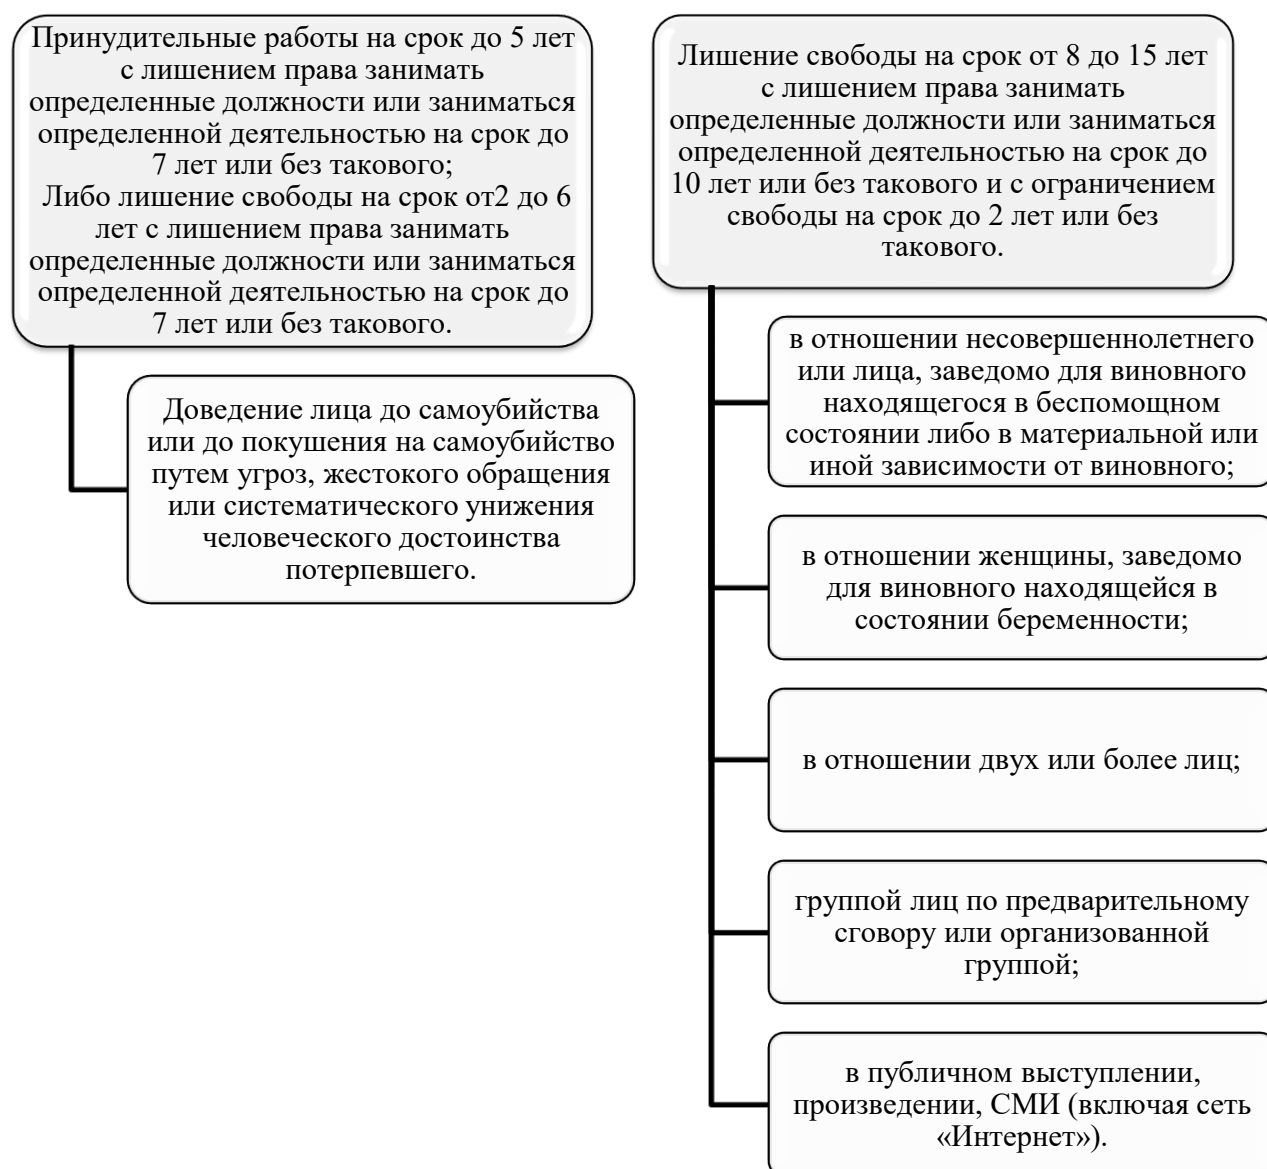 Принудительные работы на срок до 5 лет
с лишением права занимать
определенные должности или заниматься
определенной деятельностью на срок до
7 лет или без такового;
Либо лишение свободы на срок от2 до 6
лет с лишением права занимать
определенные должности или заниматься
определенной деятельностью на срок до
7 лет или без такового.
Доведение лица до самоубийства
или до покушения на самоубийство
путем угроз, жестокого обращения
или систематического унижения
человеческого достоинства
потерпевшего.
Лишение свободы на срок от 8 до 15 лет
с лишением права занимать
определенные должности или заниматься
определенной деятельностью на срок до
10 лет или без такового и с ограничением
свободы на срок до 2 лет или без
такового.
в отношении несовершеннолетнего
или лица, заведомо для виновного
находящегося в беспомощном
состоянии либо в материальной или
иной зависимости от виновного;
в отношении женщины, заведомо
для виновного находящейся в
состоянии беременности;
в отношении двух или более лиц;
группой лиц по предварительному
сговору или организованной
группой;
в публичном выступлении,
произведении, СМИ (включая сеть
«Интернет»).